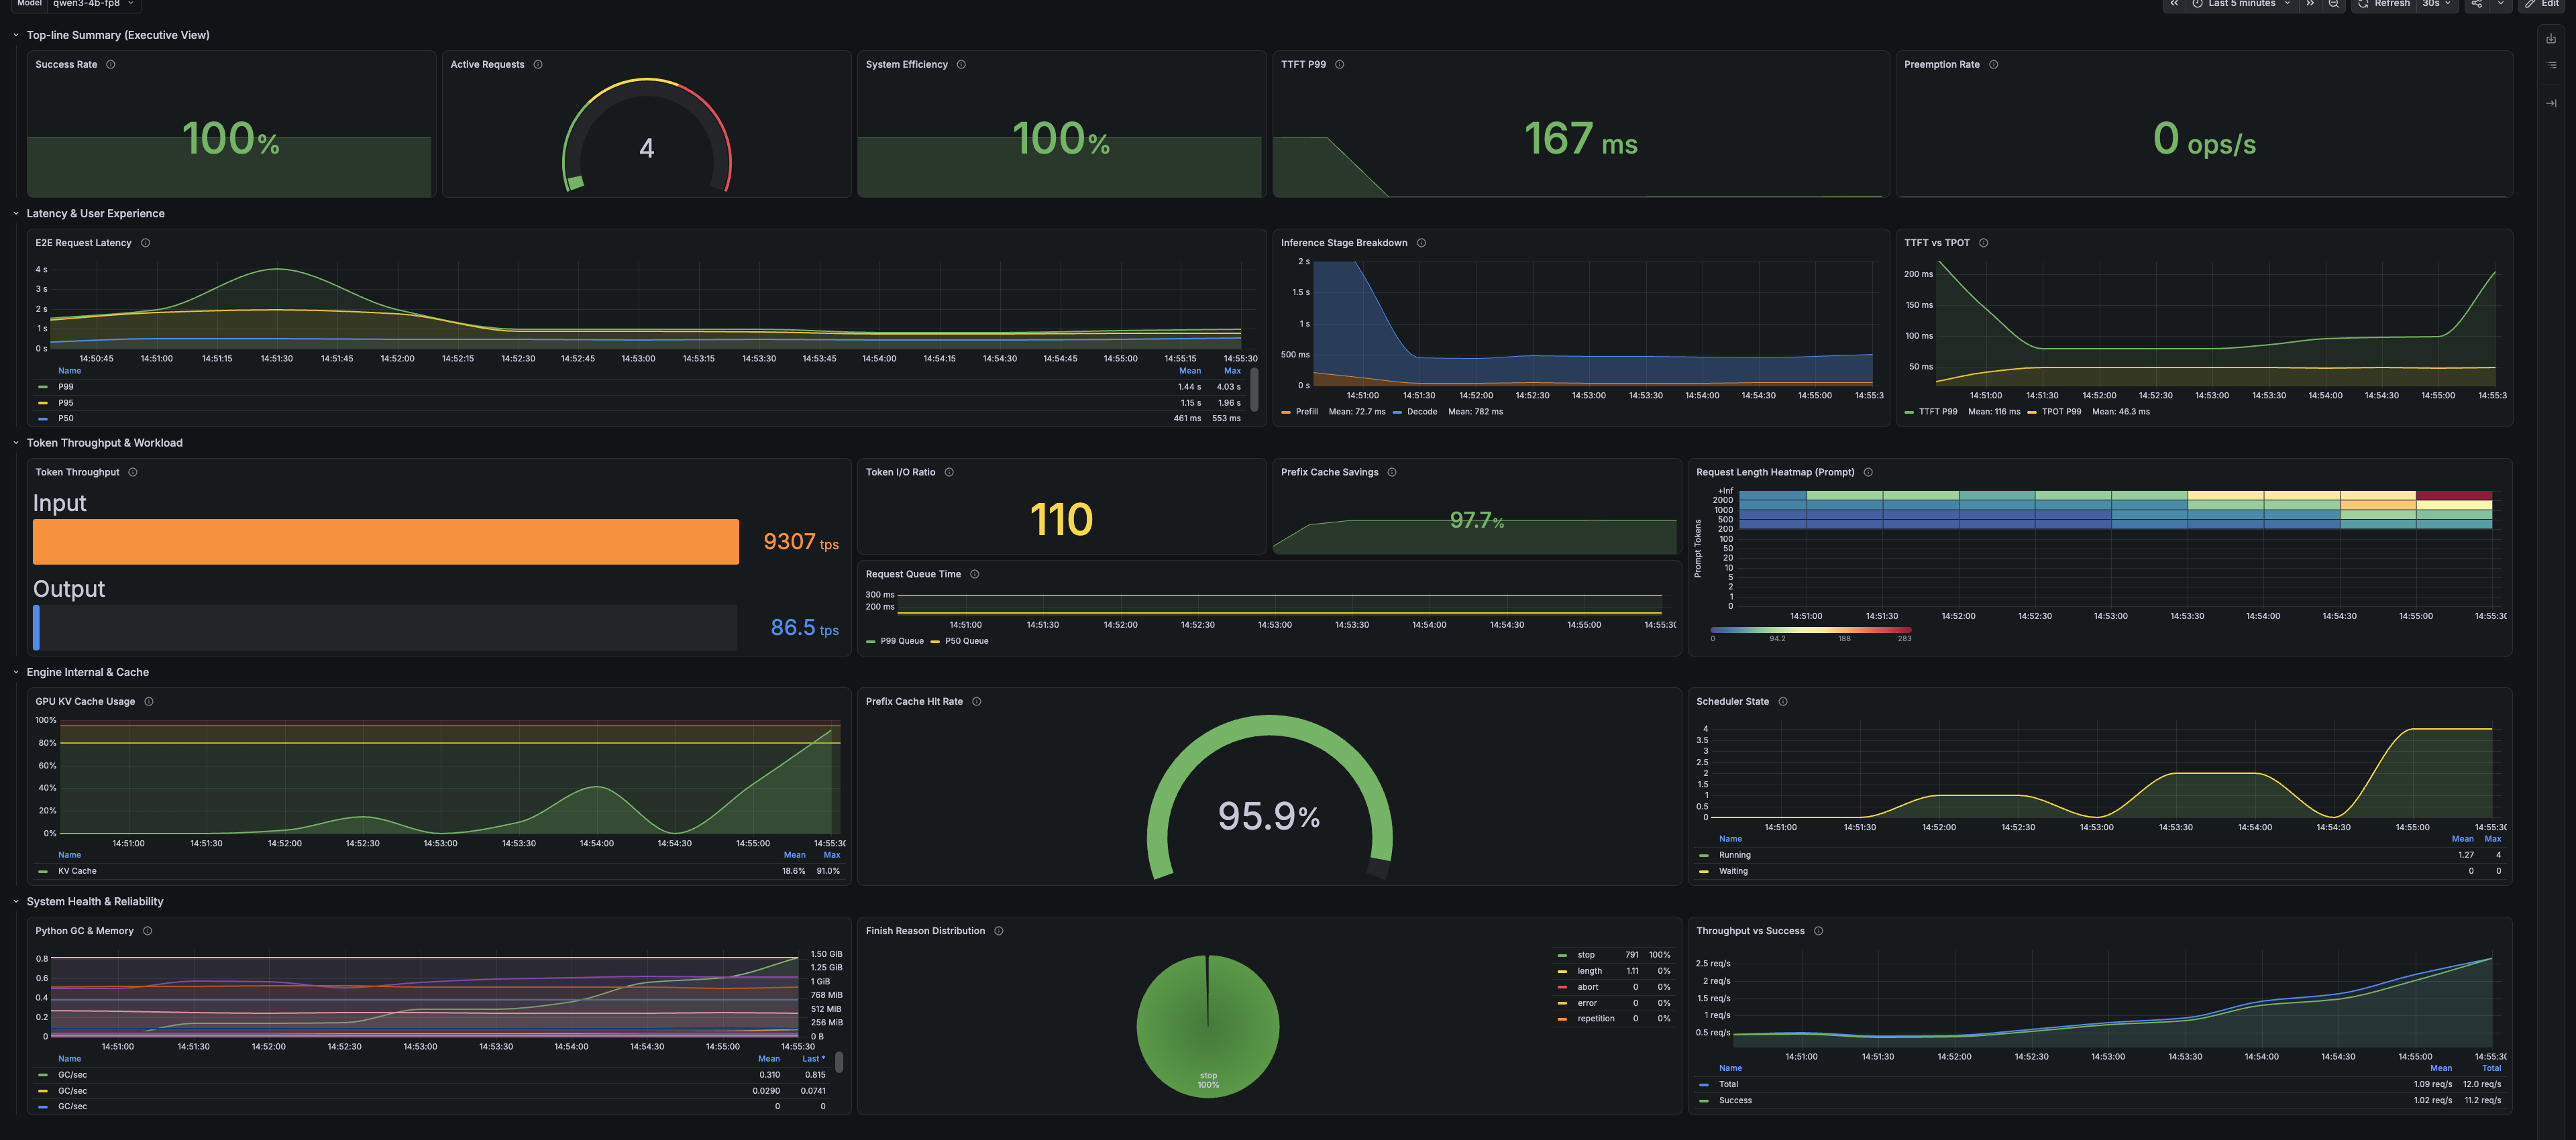 Model qwen3-4b-fp8
Last 5 minutes Refresh 30s Edit
Top-line Summary (Executive View)
Success Rate
100%
Active Requests
4
System Efficiency
100%
TTFT P99
167 ms
Preemption Rate
0 ops/s
Latency & User Experience
E2E Request Latency
4 s
3 s
2 s
1 s
0 s
14:50:45 14:51:00 14:51:15 14:51:30 14:51:45 14:52:00 14:52:15 14:52:30 14:52:45 14:53:00 14:53:15 14:53:30 14:53:45 14:54:00 14:54:15 14:54:30 14:54:45 14:55:00 14:55:15 14:55:30
Name Mean Max
P99 1.44 s 4.03 s
P95 1.15 s 1.96 s
P50 461 ms 553 ms
Inference Stage Breakdown
2 s
1.5 s
1 s
500 ms
0 s
14:51:00 14:51:30 14:52:00 14:52:30 14:53:00 14:53:30 14:54:00 14:54:30 14:55:00 14:55:3
Prefill Mean: 72.7 ms Decode Mean: 782 ms
TTFT vs TPOT
200 ms
150 ms
100 ms
50 ms
14:51:00 14:51:30 14:52:00 14:52:30 14:53:00 14:53:30 14:54:00 14:54:30 14:55:00 14:55:3
TTFT P99 Mean: 116 ms TPOT P99 Mean: 46.3 ms
Token Throughput & Workload
Token Throughput
Input
9307 tps
Output
86.5 tps
Token I/O Ratio
110
Prefix Cache Savings
97.7%
Request Queue Time
300 ms
200 ms
14:51:00 14:51:30 14:52:00 14:52:30 14:53:00 14:53:30 14:54:00 14:54:30 14:55:00 14:55:30
P99 Queue P50 Queue
Request Length Heatmap (Prompt)
Prompt Tokens
+Inf
2000
1000
500
200
100
50
20
10
5
2
1
0
14:51:00 14:51:30 14:52:00 14:52:30 14:53:00 14:53:30 14:54:00 14:54:30 14:55:00 14:55:30
0 94.2 188 283
Engine Internal & Cache
GPU KV Cache Usage
100%
80%
60%
40%
20%
0%
14:51:00 14:51:30 14:52:00 14:52:30 14:53:00 14:53:30 14:54:00 14:54:30 14:55:00 14:55:30
Name Mean Max
KV Cache 18.6% 91.0%
Prefix Cache Hit Rate
95.9%
Scheduler State
4
3.5
3
2.5
2
1.5
1
0.5
0
14:51:00 14:51:30 14:52:00 14:52:30 14:53:00 14:53:30 14:54:00 14:54:30 14:55:00 14:55:30
Name Mean Max
Running 1.27 4
Waiting 0 0
System Health & Reliability
Python GC & Memory
0.8
0.6
0.4
0.2
0
1.50 GiB
1.25 GiB
1 GiB
768 MiB
512 MiB
256 MiB
0 B
14:51:00 14:51:30 14:52:00 14:52:30 14:53:00 14:53:30 14:54:00 14:54:30 14:55:00 14:55:30
Name Mean Last *
GC/sec 0.310 0.815
GC/sec 0.0290 0.0741
GC/sec 0 0
Finish Reason Distribution
stop
100%
stop 791 100%
length 1.11 0%
abort 0 0%
error 0 0%
repetition 0 0%
Throughput vs Success
2.5 req/s
2 req/s
1.5 req/s
1 req/s
0.5 req/s
14:51:00 14:51:30 14:52:00 14:52:30 14:53:00 14:53:30 14:54:00 14:54:30 14:55:00 14:55:30
Name Mean Total
Total 1.09 req/s 12.0 req/s
Success 1.02 req/s 11.2 req/s